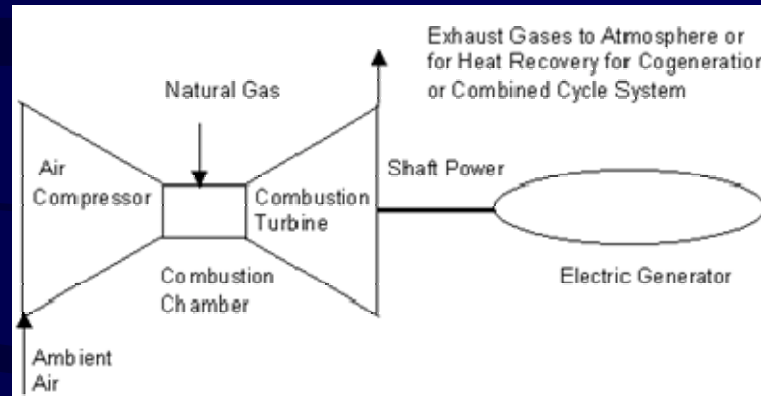 Exhaust Gases to Atmosphere or
for Heat Recovery for Cogeneration
or Combined Cycle System
Natural Gas
Air
Compressor
Combustion
Turbine
Shaft Power
Combustion
Chamber
Electric Generator
Ambient
Air